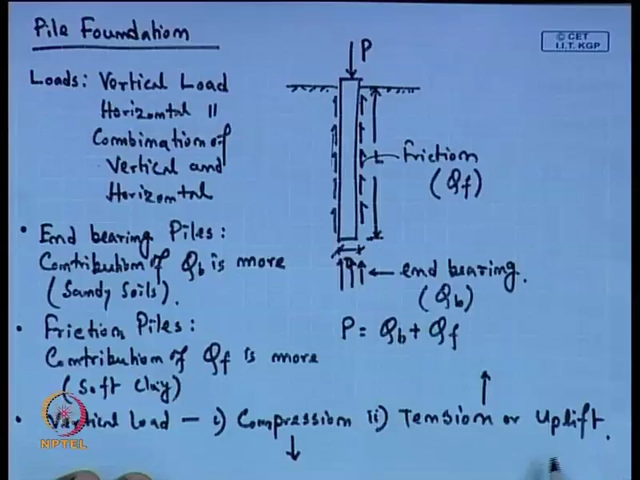 Pile Foundation
© CET
I.I.T. KGP
Loads: Vertical Load
Horizontal "
Combination of
Vertical and
Horizontal
P
Friction
(Qf)
• End bearing Piles:
Contribution of Qb is more
(Sandy Soils).
end bearing.
(Qb)
P = Qb + Qf
• Friction Piles:
Contribution of Qf is more
(Soft Clay)
• Vertical Load — i) Compression ii) Tension or Uplift.
NPTEL